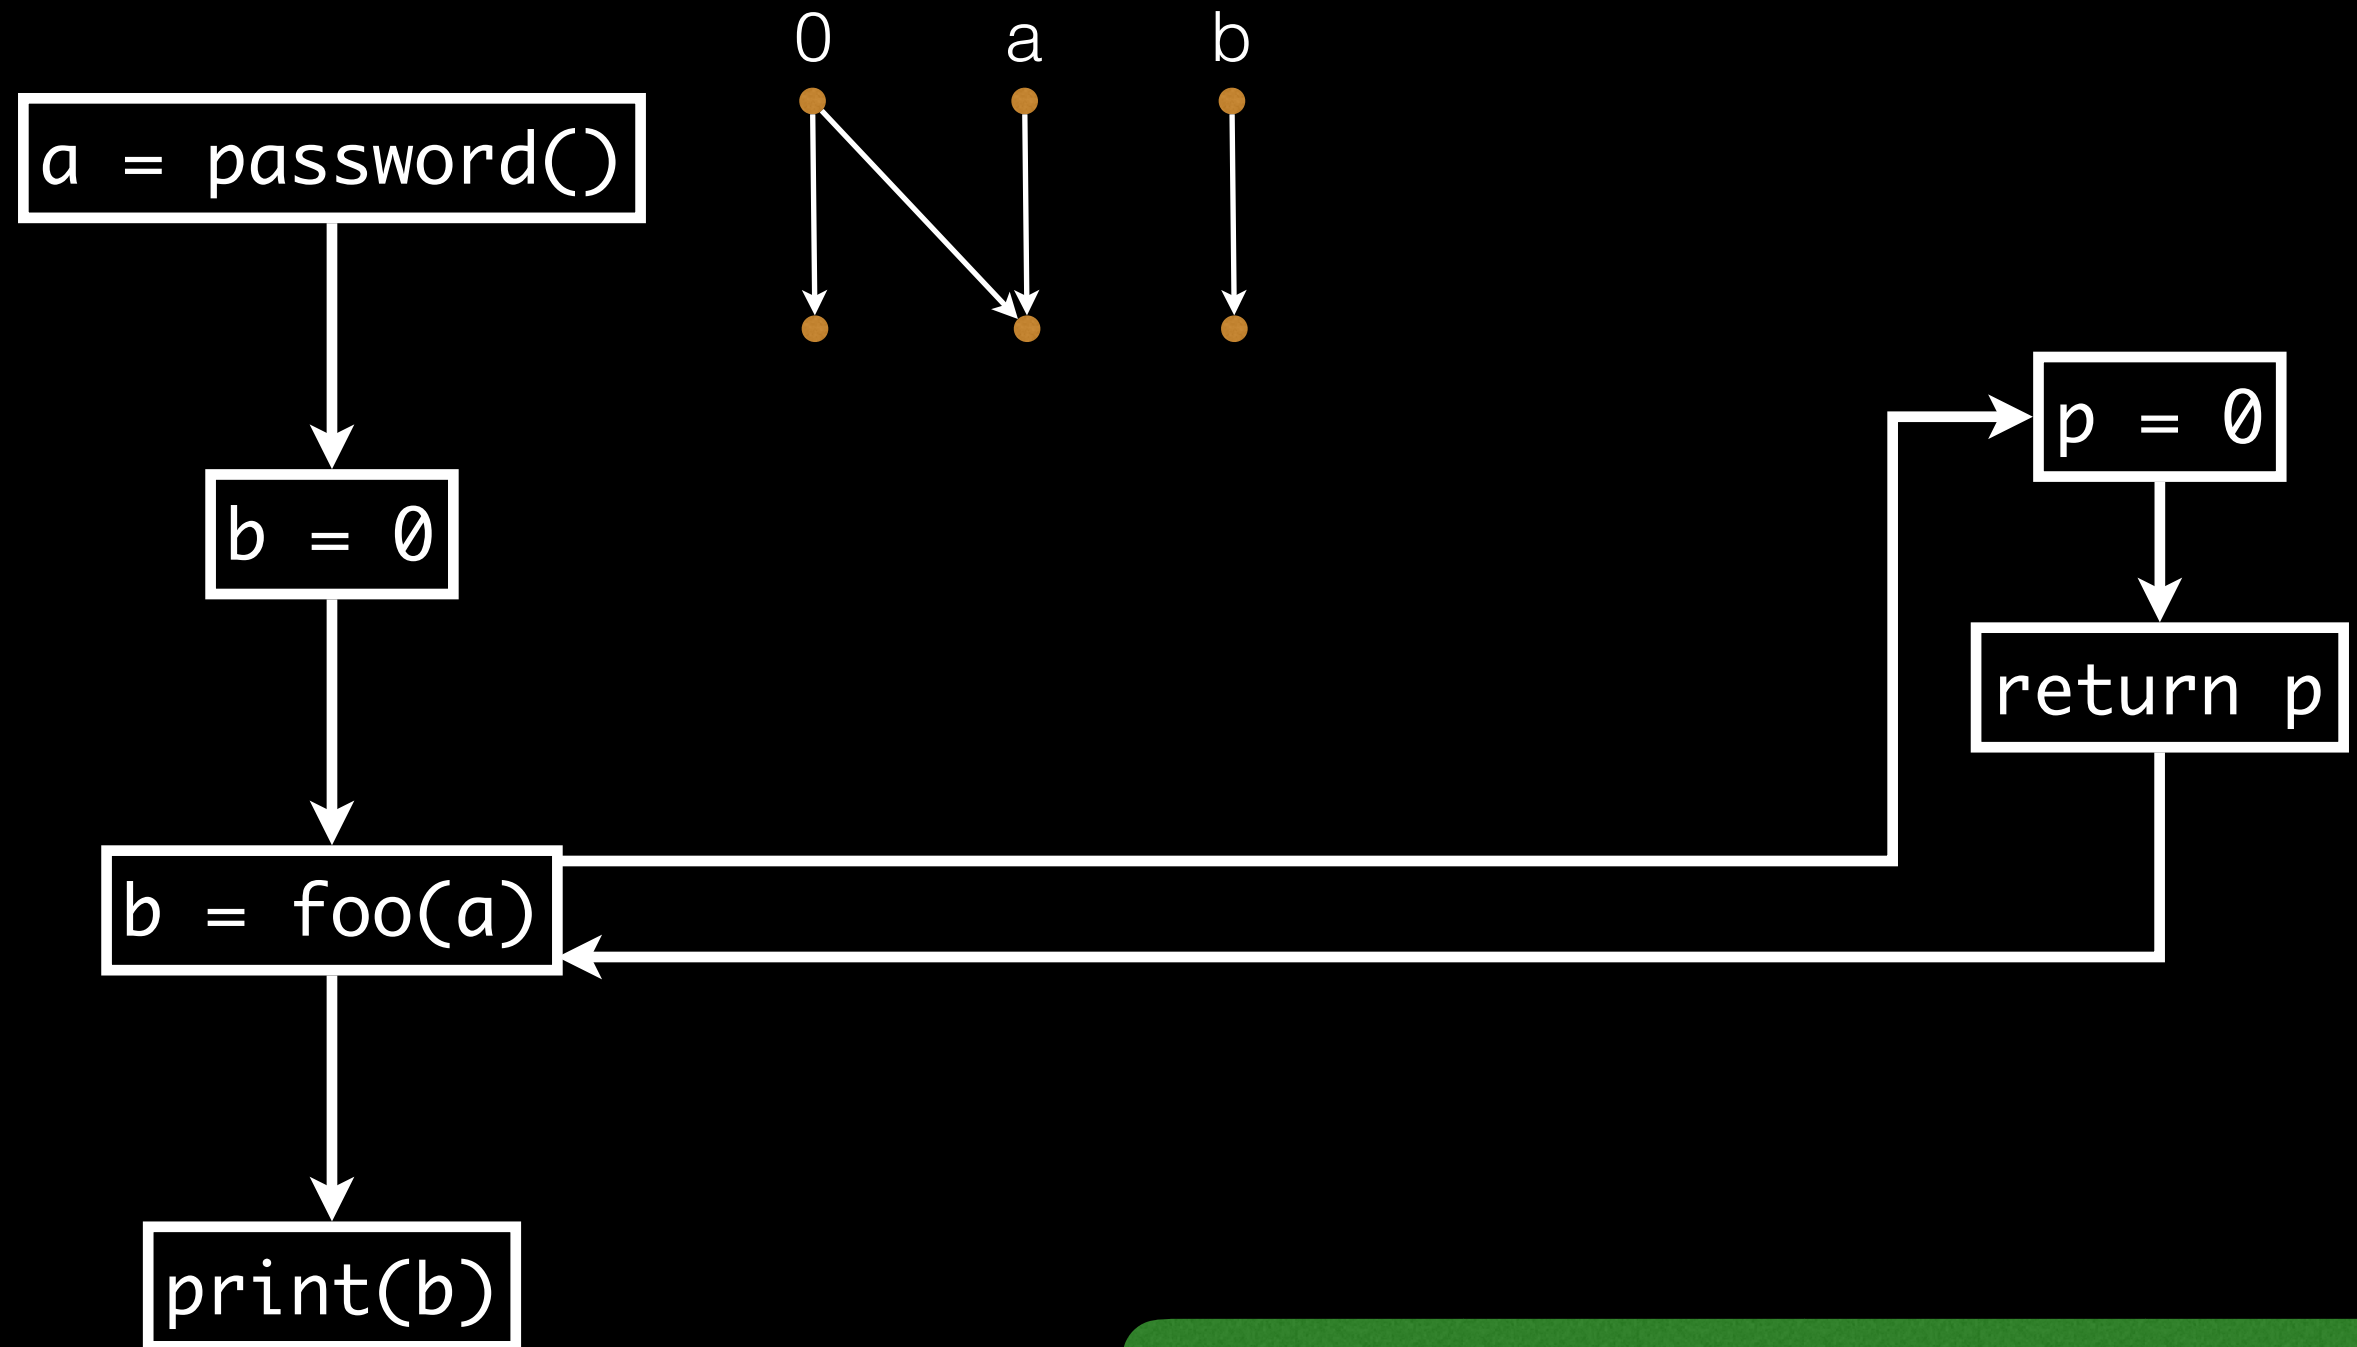 0 a b
a = password()
p = 0
b = 0
return p
b = foo(a)
print(b)